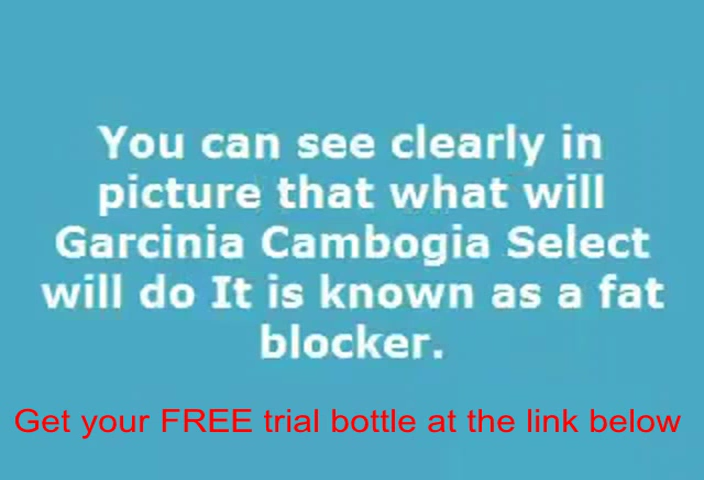 You can see clearly in
picture that what will
Garcinia Cambogia Select
will do It is known as a fat
blocker.
Get your FREE trial bottle at the link below